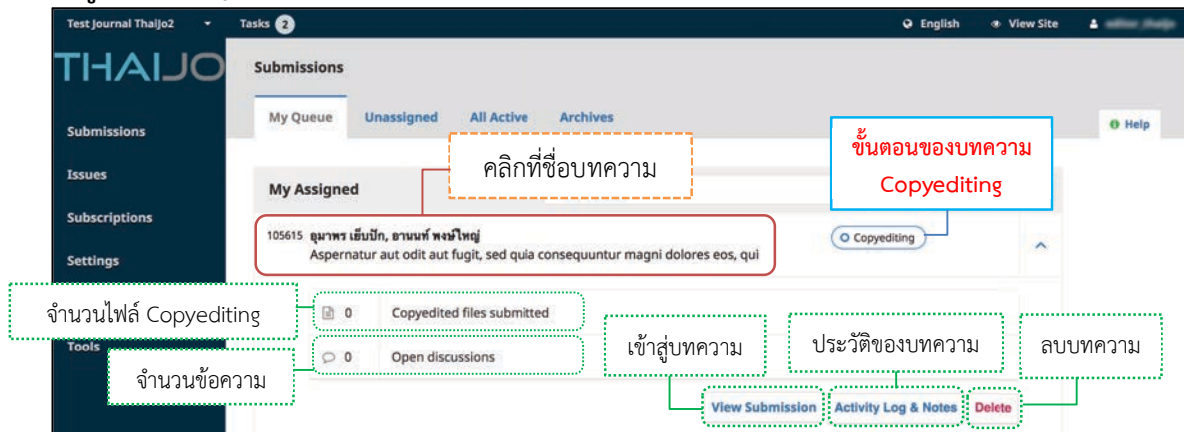 Test Journal ThaiJo2
Tasks 2
English
View Site
THAIJO
Submissions
My Queue
Unassigned
All Active
Archives
Help
Submissions
Issues
Subscriptions
Settings
Tools
คลิกที่ชื่อบทความ
ขั้นตอนของบทความ
Copyediting
My Assigned
105615 อุมาพร เย็บปัก, อานนท์ พงษ์ใหญ่
Aspernatur aut odit aut fugit, sed quia consequuntur magni dolores eos, qui
Copyediting
จำนวนไฟล์ Copyediting
0 Copyedited files submitted
จำนวนข้อความ
0 Open discussions
เข้าสู่บทความ
ประวัติของบทความ
ลบบทความ
View Submission
Activity Log & Notes
Delete